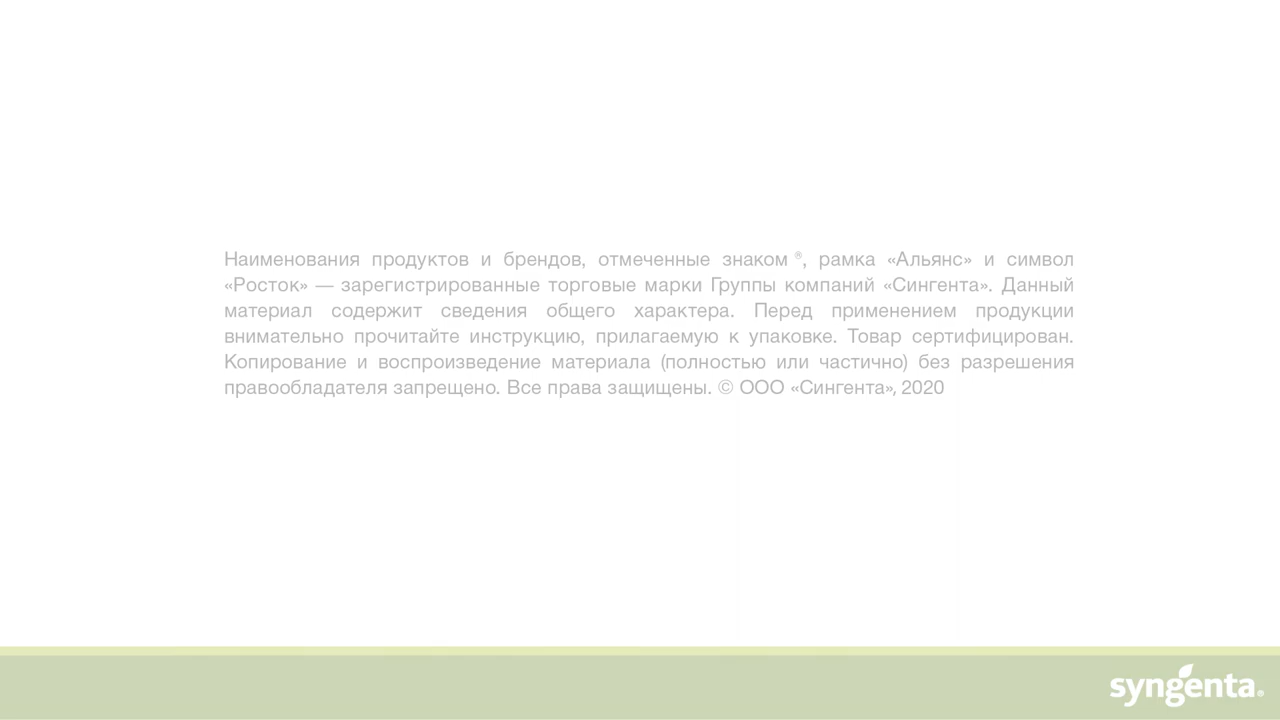 Наименования продуктов и брендов, отмеченные знаком ®, рамка «Альянс» и символ
«Росток» — зарегистрированные торговые марки Группы компаний «Сингента». Данный
материал содержит сведения общего характера. Перед применением продукции
внимательно прочитайте инструкцию, прилагаемую к упаковке. Товар сертифицирован.
Копирование и воспроизведение материала (полностью или частично) без разрешения
правообладателя запрещено. Все права защищены. © ООО «Сингента», 2020
syngenta®